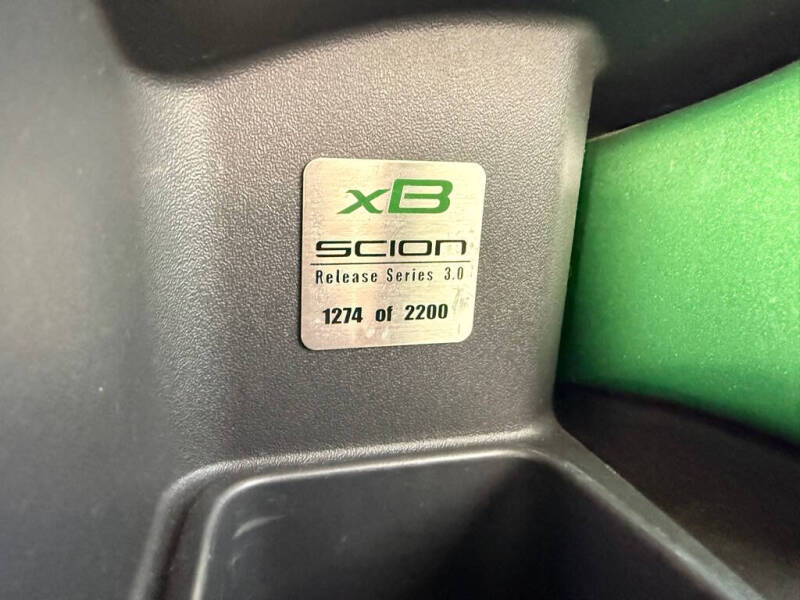 xB
SCION
Release Series 3.0
1274 of 2200